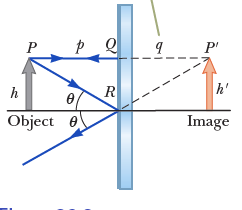 P p Q q P'
h θ R h'
θ
Object Image